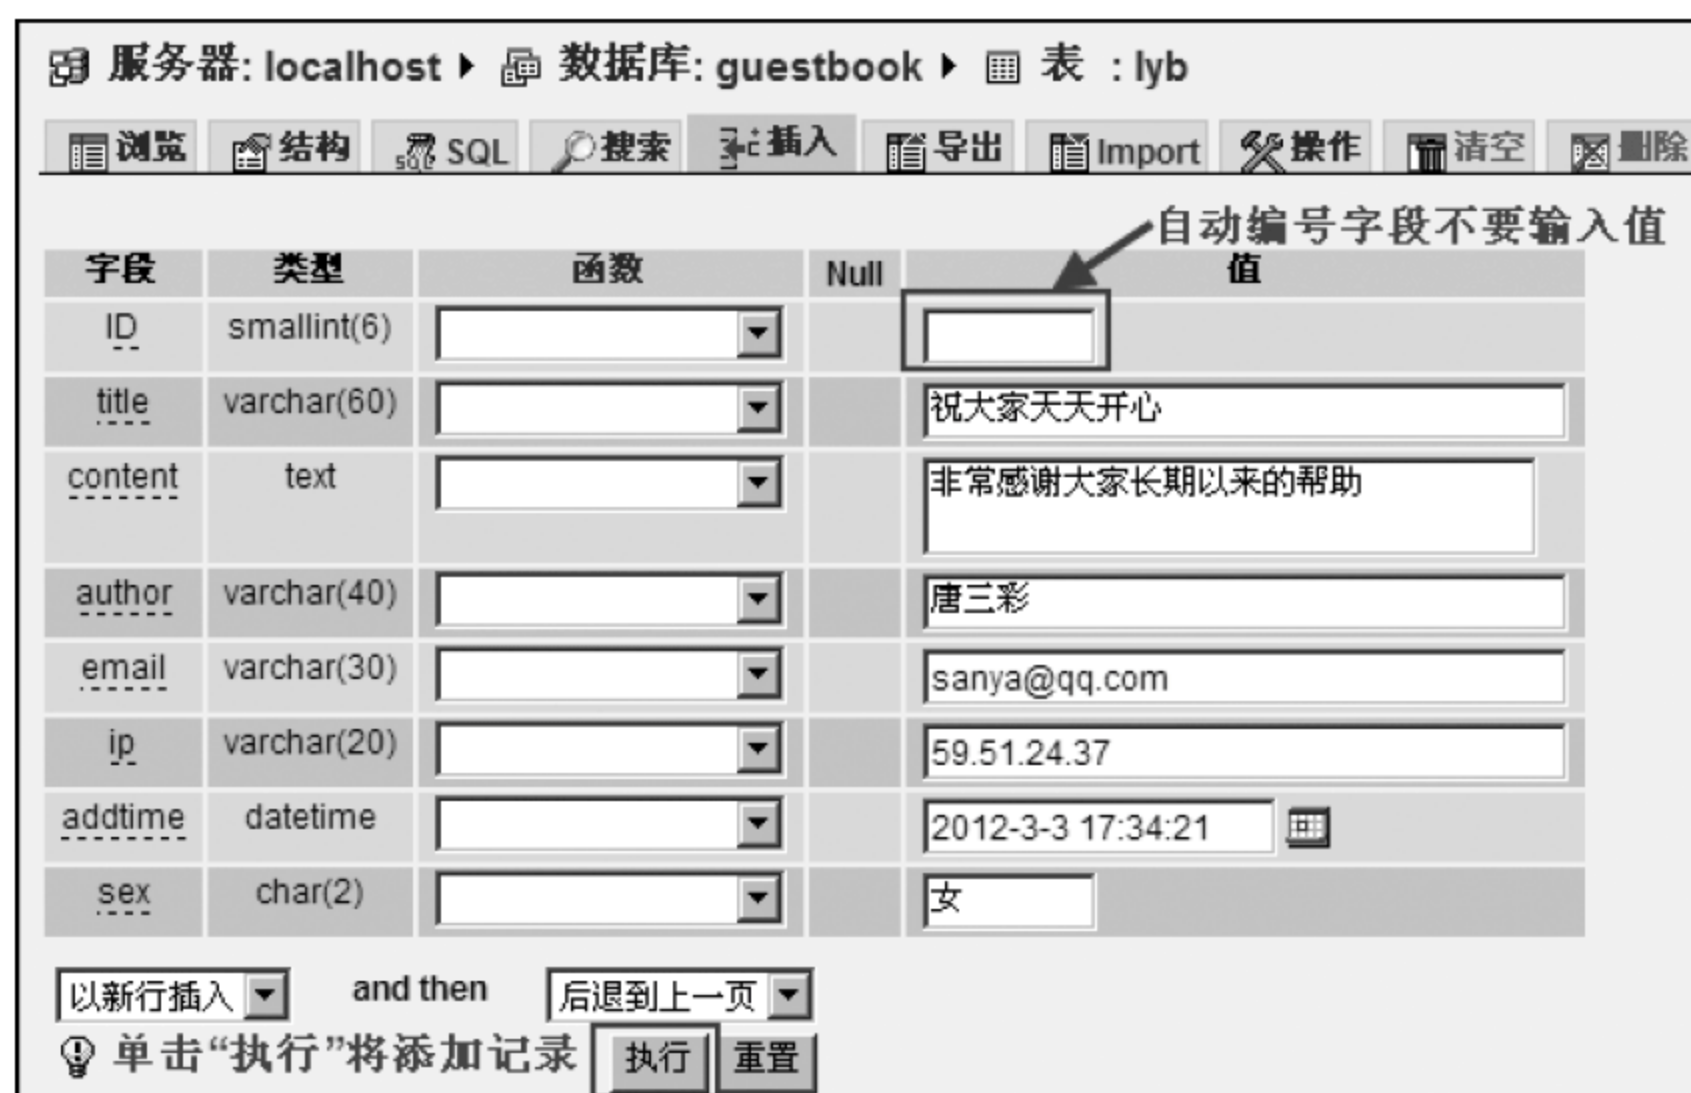 服务器: localhost ▸ 数据库: guestbook ▸ 表 : lyb
浏览 结构 SQL 搜索 插入 导出 Import 操作 清空 删除
自动编号字段不要输入值
字段 类型 函数 Null 值
ID smallint(6)
title varchar(60) 祝大家天天开心
content text 非常感谢大家长期以来的帮助
author varchar(40) 唐三彩
email varchar(30) sanya@qq.com
ip varchar(20) 59.51.24.37
addtime datetime 2012-3-3 17:34:21
sex char(2) 女
以新行插入 and then 后退到上一页
单击“执行”将添加记录 执行 重置